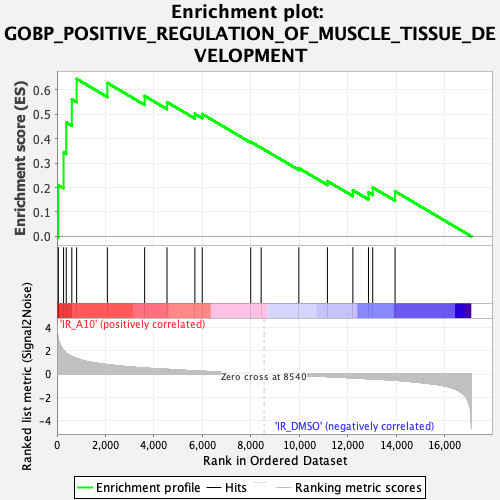 Enrichment plot:
GOBP_POSITIVE_REGULATION_OF_MUSCLE_TISSUE_DE
VELOPMENT
Enrichment score (ES)
0.6
0.5
0.4
0.3
0.2
0.1
0.0
Ranked list metric (Signal2Noise)
'IR_A10' (positively correlated)
4
2
0
-2
-4
Zero cross at 8540
'IR_DMSO' (negatively correlated)
0 2,000 4,000 6,000 8,000 10,000 12,000 14,000 16,000
Rank in Ordered Dataset
Enrichment profile Hits Ranking metric scores